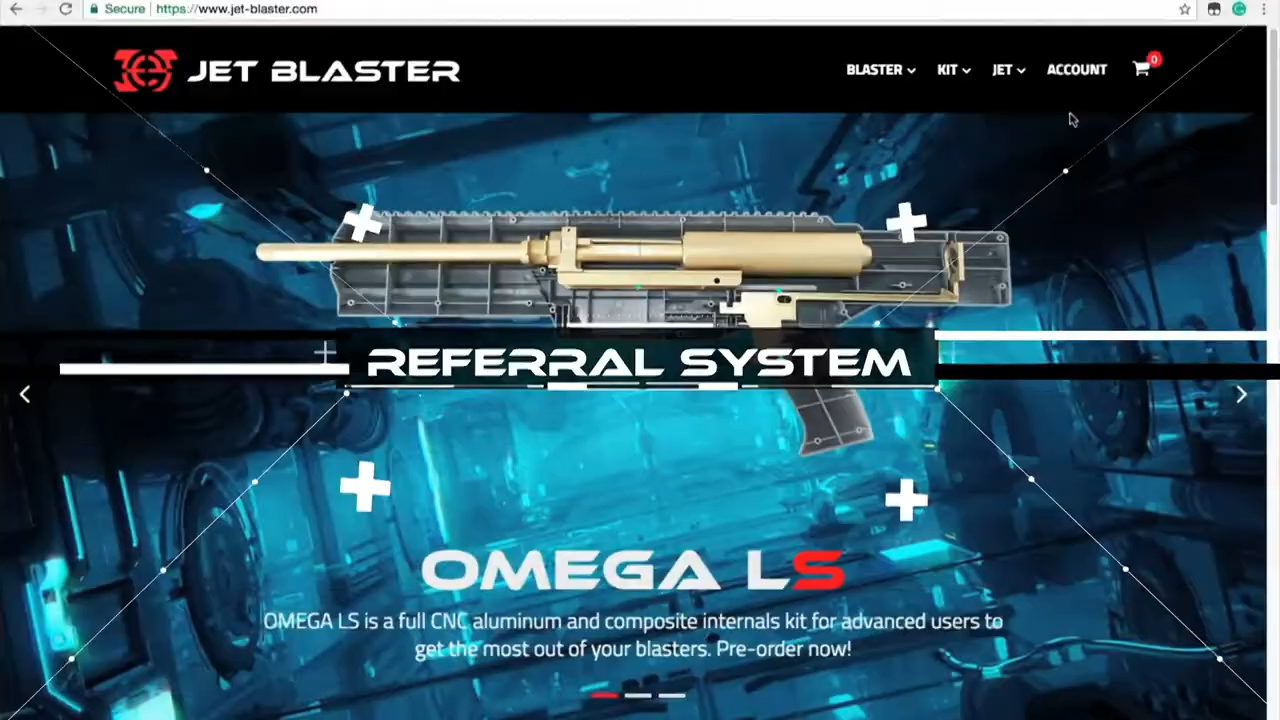 Secure https://www.jet-blaster.com
JET BLASTER
BLASTER KIT JET ACCOUNT 0
REFERRAL SYSTEM
OMEGA LS
OMEGA LS is a full CNC aluminum and composite internals kit for advanced users to
get the most out of your blasters. Pre-order now!